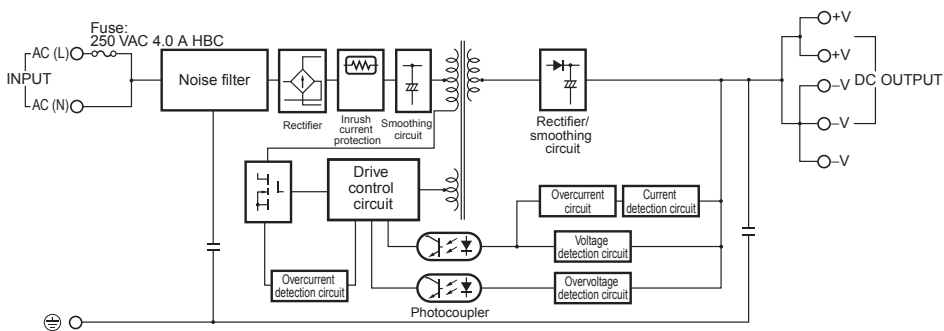 Fuse:
250 VAC 4.0 A HBC
AC (L)
INPUT
AC (N)
Noise filter
Rectifier
Inrush
current
protection
Smoothing
circuit
Rectifier/
smoothing
circuit
+V
+V
–V
DC OUTPUT
–V
–V
Drive
control
circuit
Overcurrent
circuit
Current
detection circuit
Voltage
detection circuit
Overcurrent
detection circuit
Overvoltage
detection circuit
Photocoupler